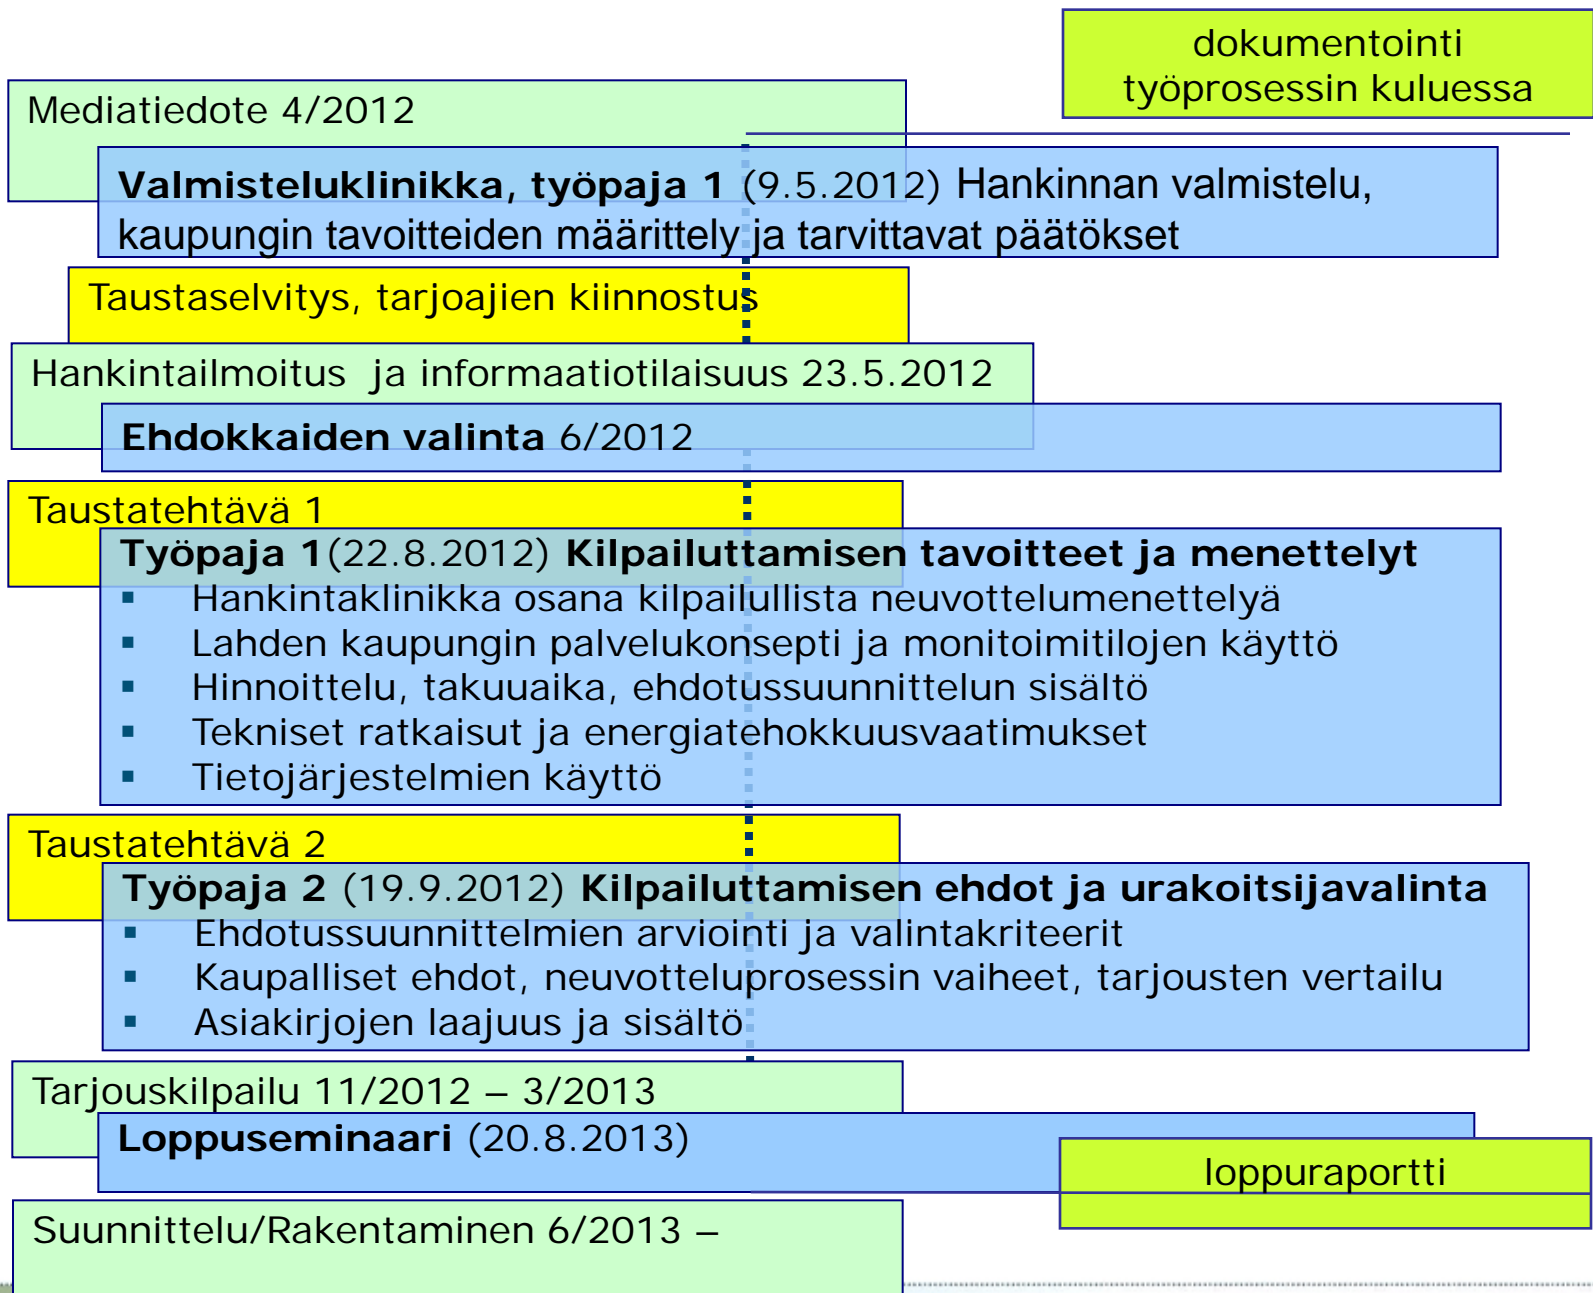 dokumentointi
työprosessin kuluessa
Mediatiedote 4/2012
Valmisteluklinikka, työpaja 1 (9.5.2012) Hankinnan valmistelu,
kaupungin tavoitteiden määrittely ja tarvittavat päätökset
Taustaselvitys, tarjoajien kiinnostus
Hankintailmoitus ja informaatiotilaisuus 23.5.2012
Ehdokkaiden valinta 6/2012
Taustatehtävä 1
Työpaja 1(22.8.2012) Kilpailuttamisen tavoitteet ja menettelyt
▪ Hankintaklinikka osana kilpailullista neuvottelumenettelyä
▪ Lahden kaupungin palvelukonsepti ja monitoimitilojen käyttö
▪ Hinnoittelu, takuuaika, ehdotussuunnittelun sisältö
▪ Tekniset ratkaisut ja energiatehokkuusvaatimukset
▪ Tietojärjestelmien käyttö
Taustatehtävä 2
Työpaja 2 (19.9.2012) Kilpailuttamisen ehdot ja urakoitsijavalinta
▪ Ehdotussuunnittelmien arviointi ja valintakriteerit
▪ Kaupalliset ehdot, neuvotteluprosessin vaiheet, tarjousten vertailu
▪ Asiakirjojen laajuus ja sisältö
Tarjouskilpailu 11/2012 – 3/2013
Loppuseminaari (20.8.2013)
loppuraportti
Suunnittelu/Rakentaminen 6/2013 –